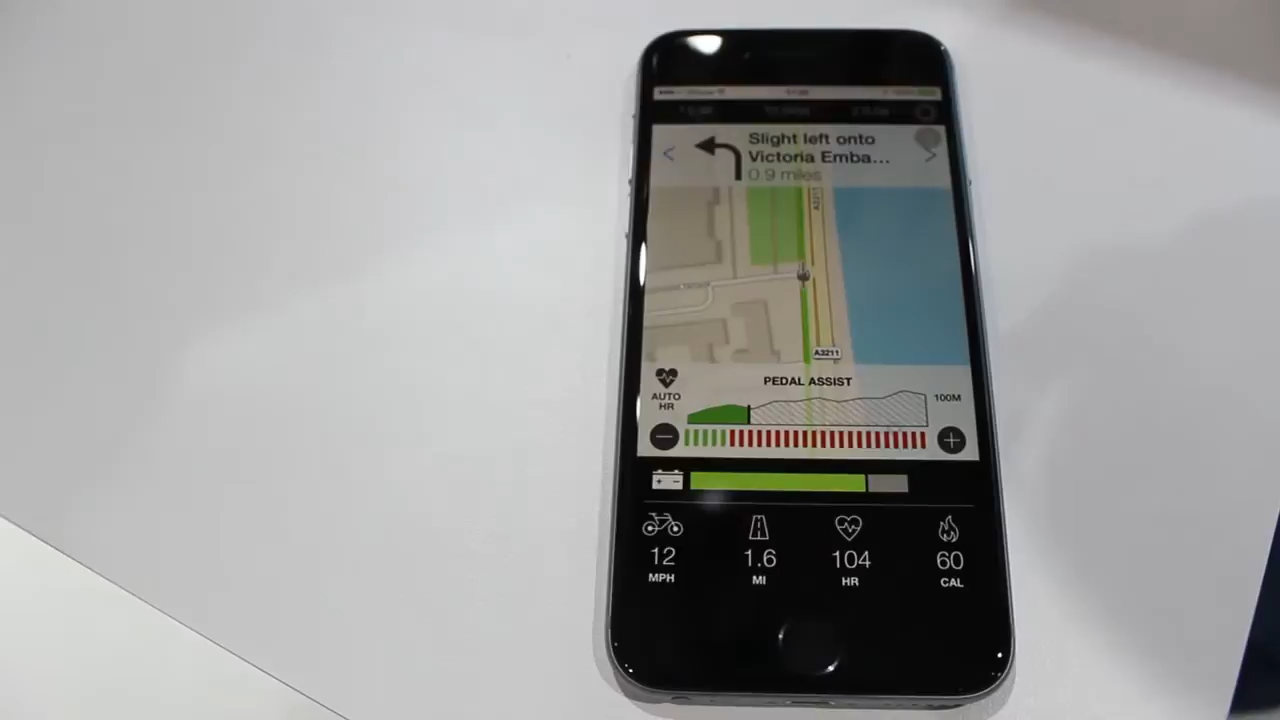 Slight left onto
Victoria Emba...
0.9 miles
A3211
A3211
PEDAL ASSIST
AUTO
HR
100M
12
MPH
1.6
MI
104
HR
60
CAL